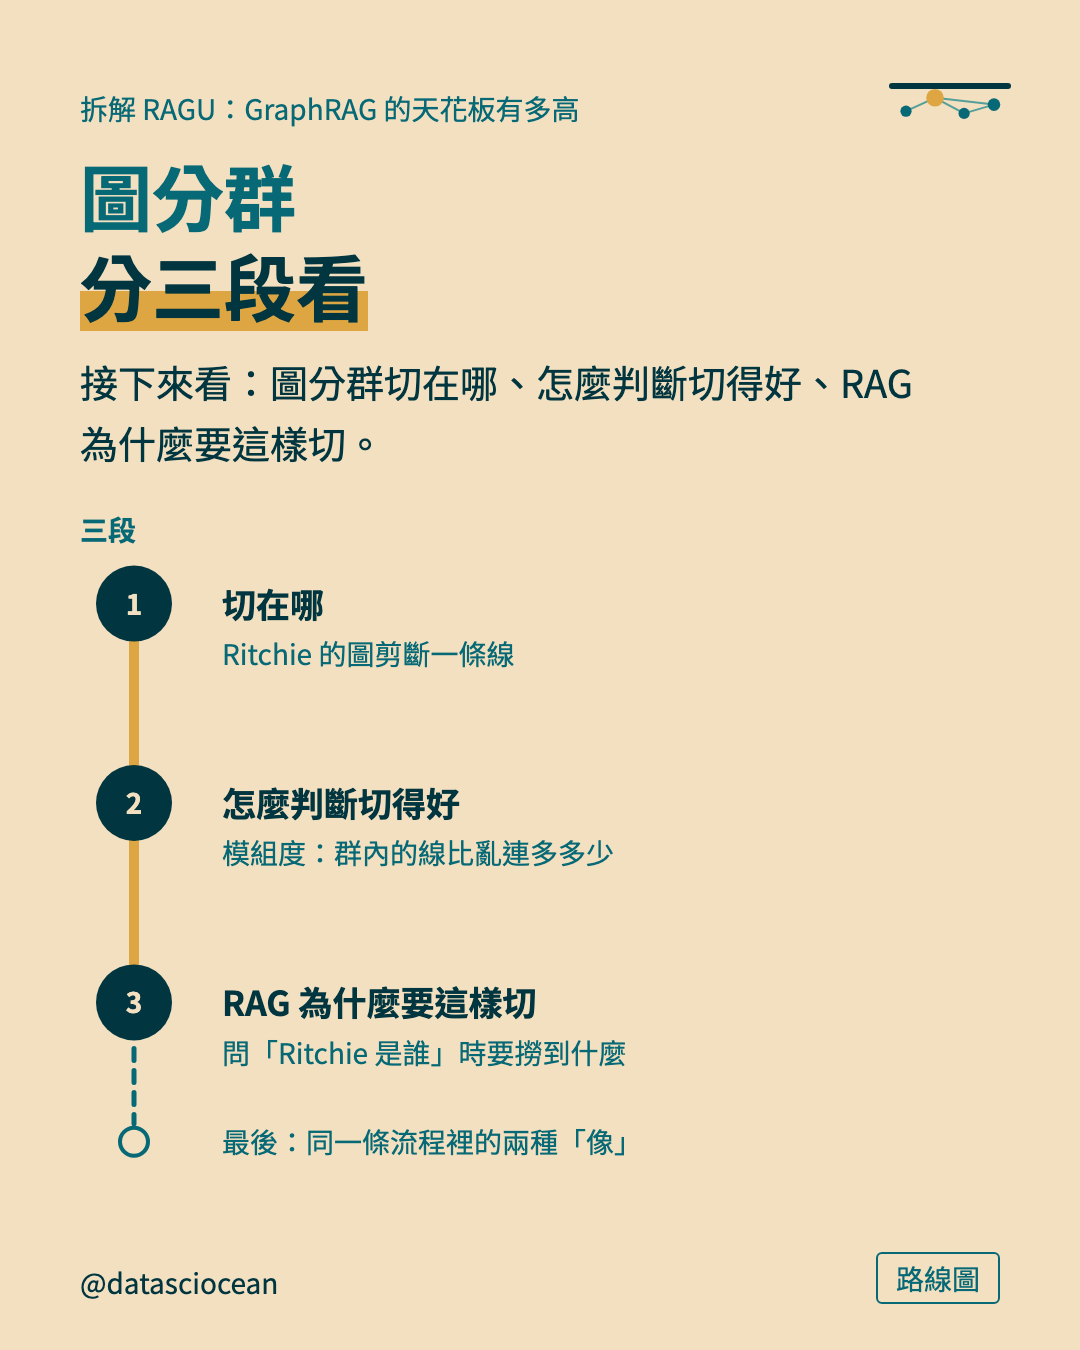 拆解 RAGU：GraphRAG 的天花板有多高
圖分群
分三段看
接下來看：圖分群切在哪、怎麼判斷切得好、RAG
為什麼要這樣切。
三段
1
切在哪
Ritchie 的圖剪斷一條線
2
怎麼判斷切得好
模組度：群內的線比亂連多多少
3
RAG 為什麼要這樣切
問「Ritchie 是誰」時要撈到什麼
最後：同一條流程裡的兩種「像」
@datasciocean
路線圖